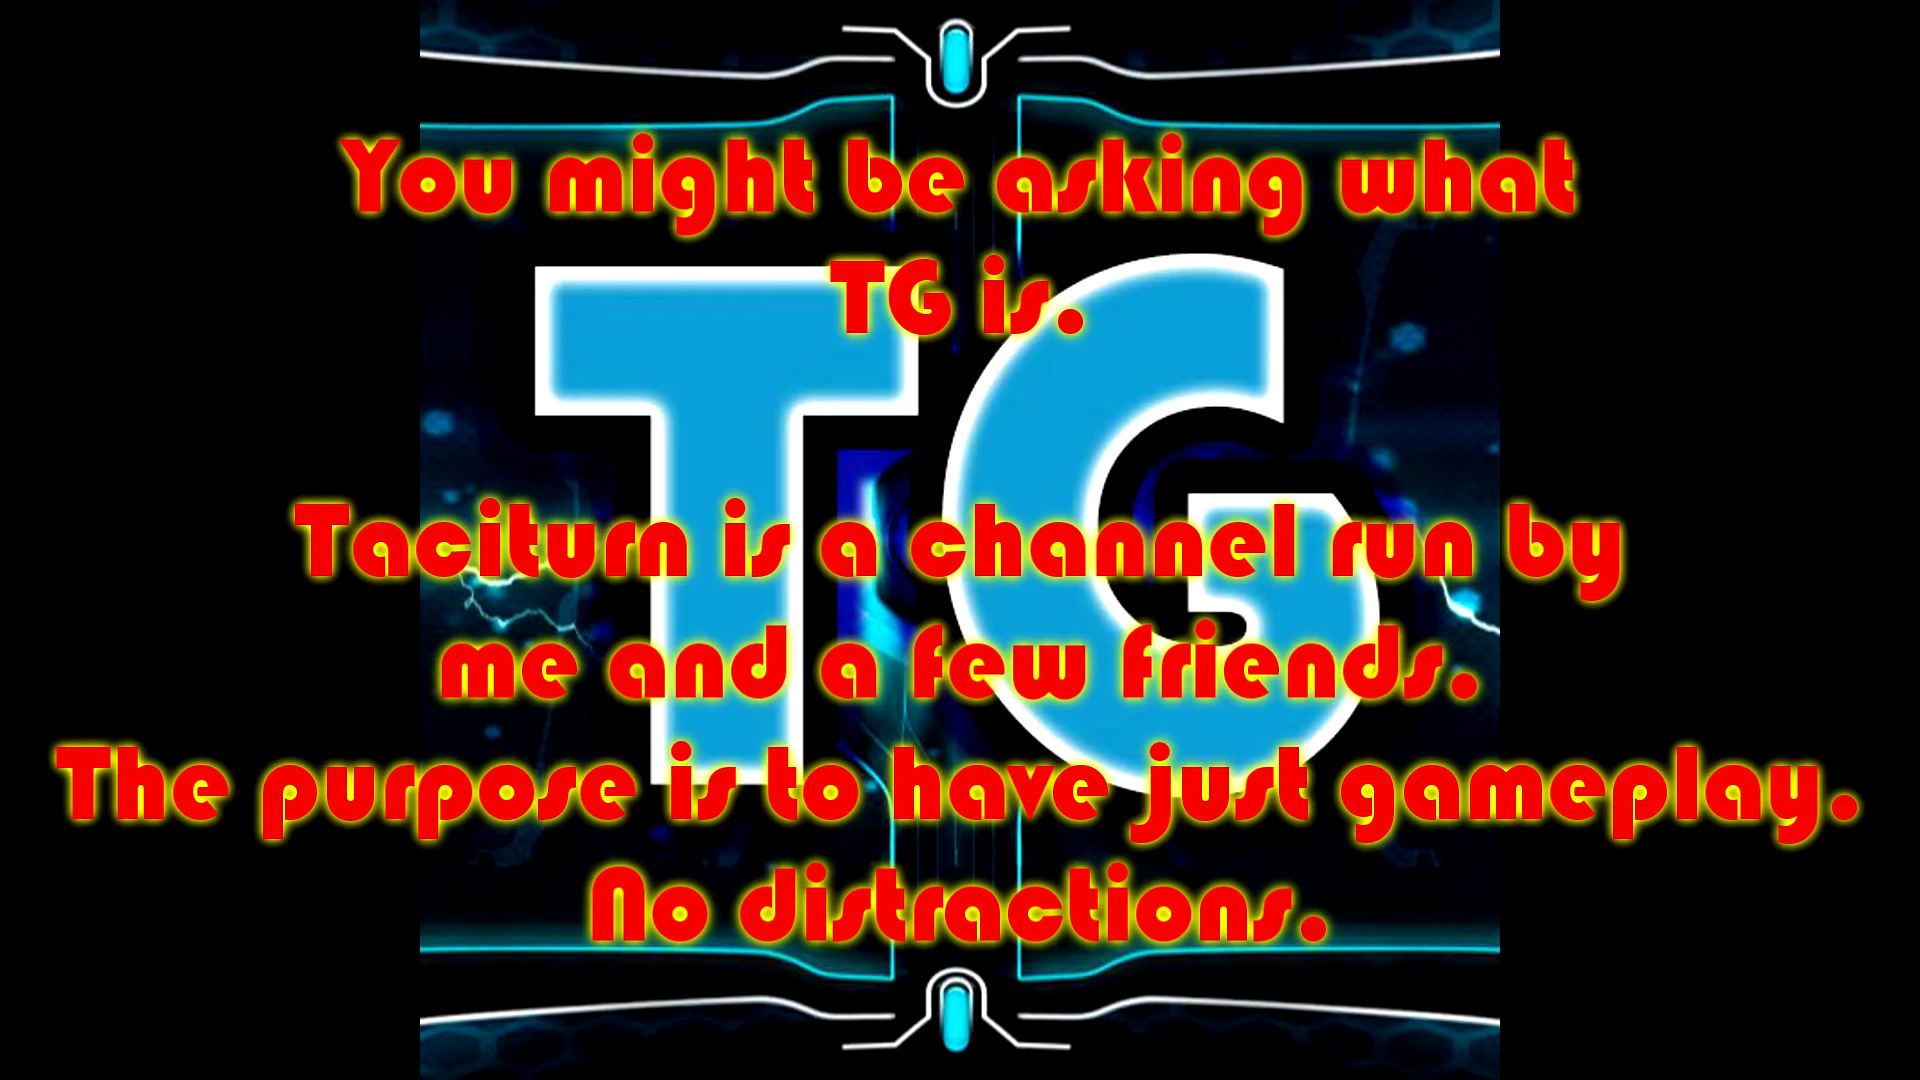 You might be asking what
TG is.
TG
Taciturn is a channel run by
me and a few friends.
The purpose is to have just gameplay.
No distractions.